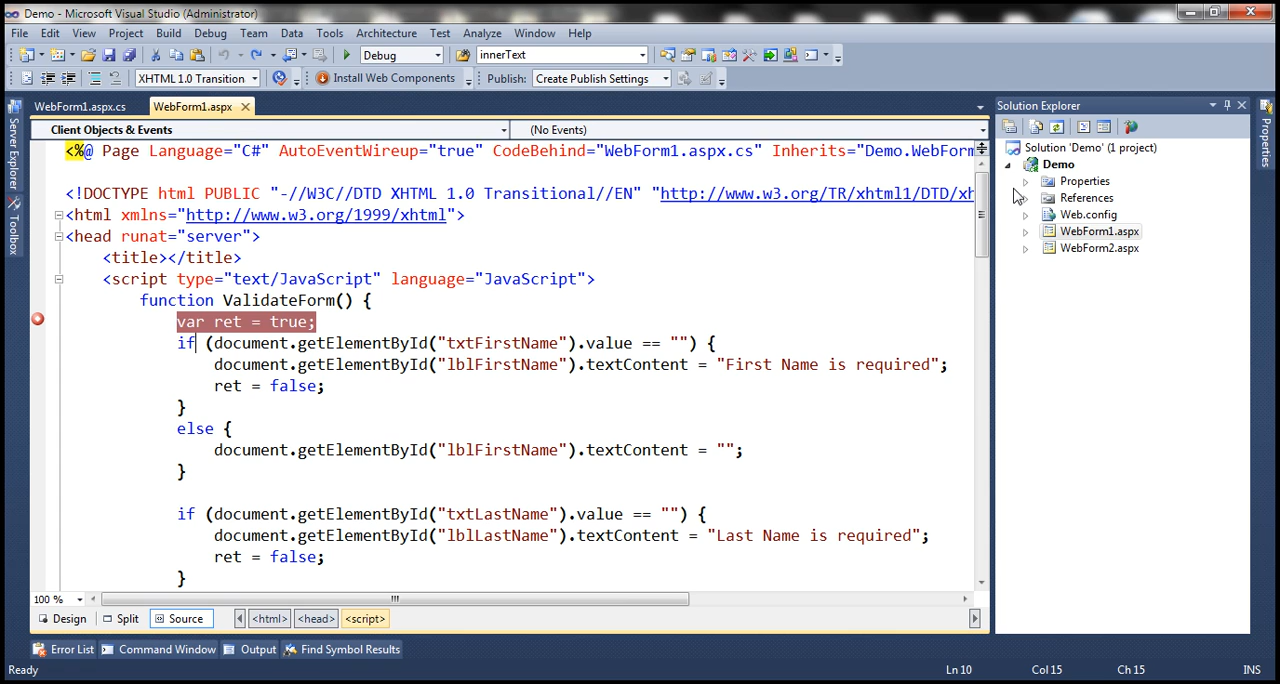 Demo - Microsoft Visual Studio (Administrator)
File Edit View Project Build Debug Team Data Tools Architecture Test Analyze Window Help
Debug innerText
XHTML 1.0 Transition Install Web Components Publish: Create Publish Settings
WebForm1.aspx.cs WebForm1.aspx
Client Objects & Events (No Events)
<%@ Page Language="C#" AutoEventWireup="true" CodeBehind="WebForm1.aspx.cs" Inherits="Demo.WebForm
<!DOCTYPE html PUBLIC "-//W3C//DTD XHTML 1.0 Transitional//EN" "http://www.w3.org/TR/xhtml1/DTD/xh
<html xmlns="http://www.w3.org/1999/xhtml">
<head runat="server">
<title></title>
<script type="text/JavaScript" language="JavaScript">
function ValidateForm() {
var ret = true;
if (document.getElementById("txtFirstName").value == "") {
document.getElementById("lblFirstName").textContent = "First Name is required";
ret = false;
}
else {
document.getElementById("lblFirstName").textContent = "";
}
if (document.getElementById("txtLastName").value == "") {
document.getElementById("lblLastName").textContent = "Last Name is required";
ret = false;
}
100 %
Design Split Source <html> <head> <script>
Error List Command Window Output Find Symbol Results
Ready Ln 10 Col 15 Ch 15 INS
Server Explorer
Toolbox
Solution Explorer
Solution 'Demo' (1 project)
Demo
Properties
References
Web.config
WebForm1.aspx
WebForm2.aspx
Properties